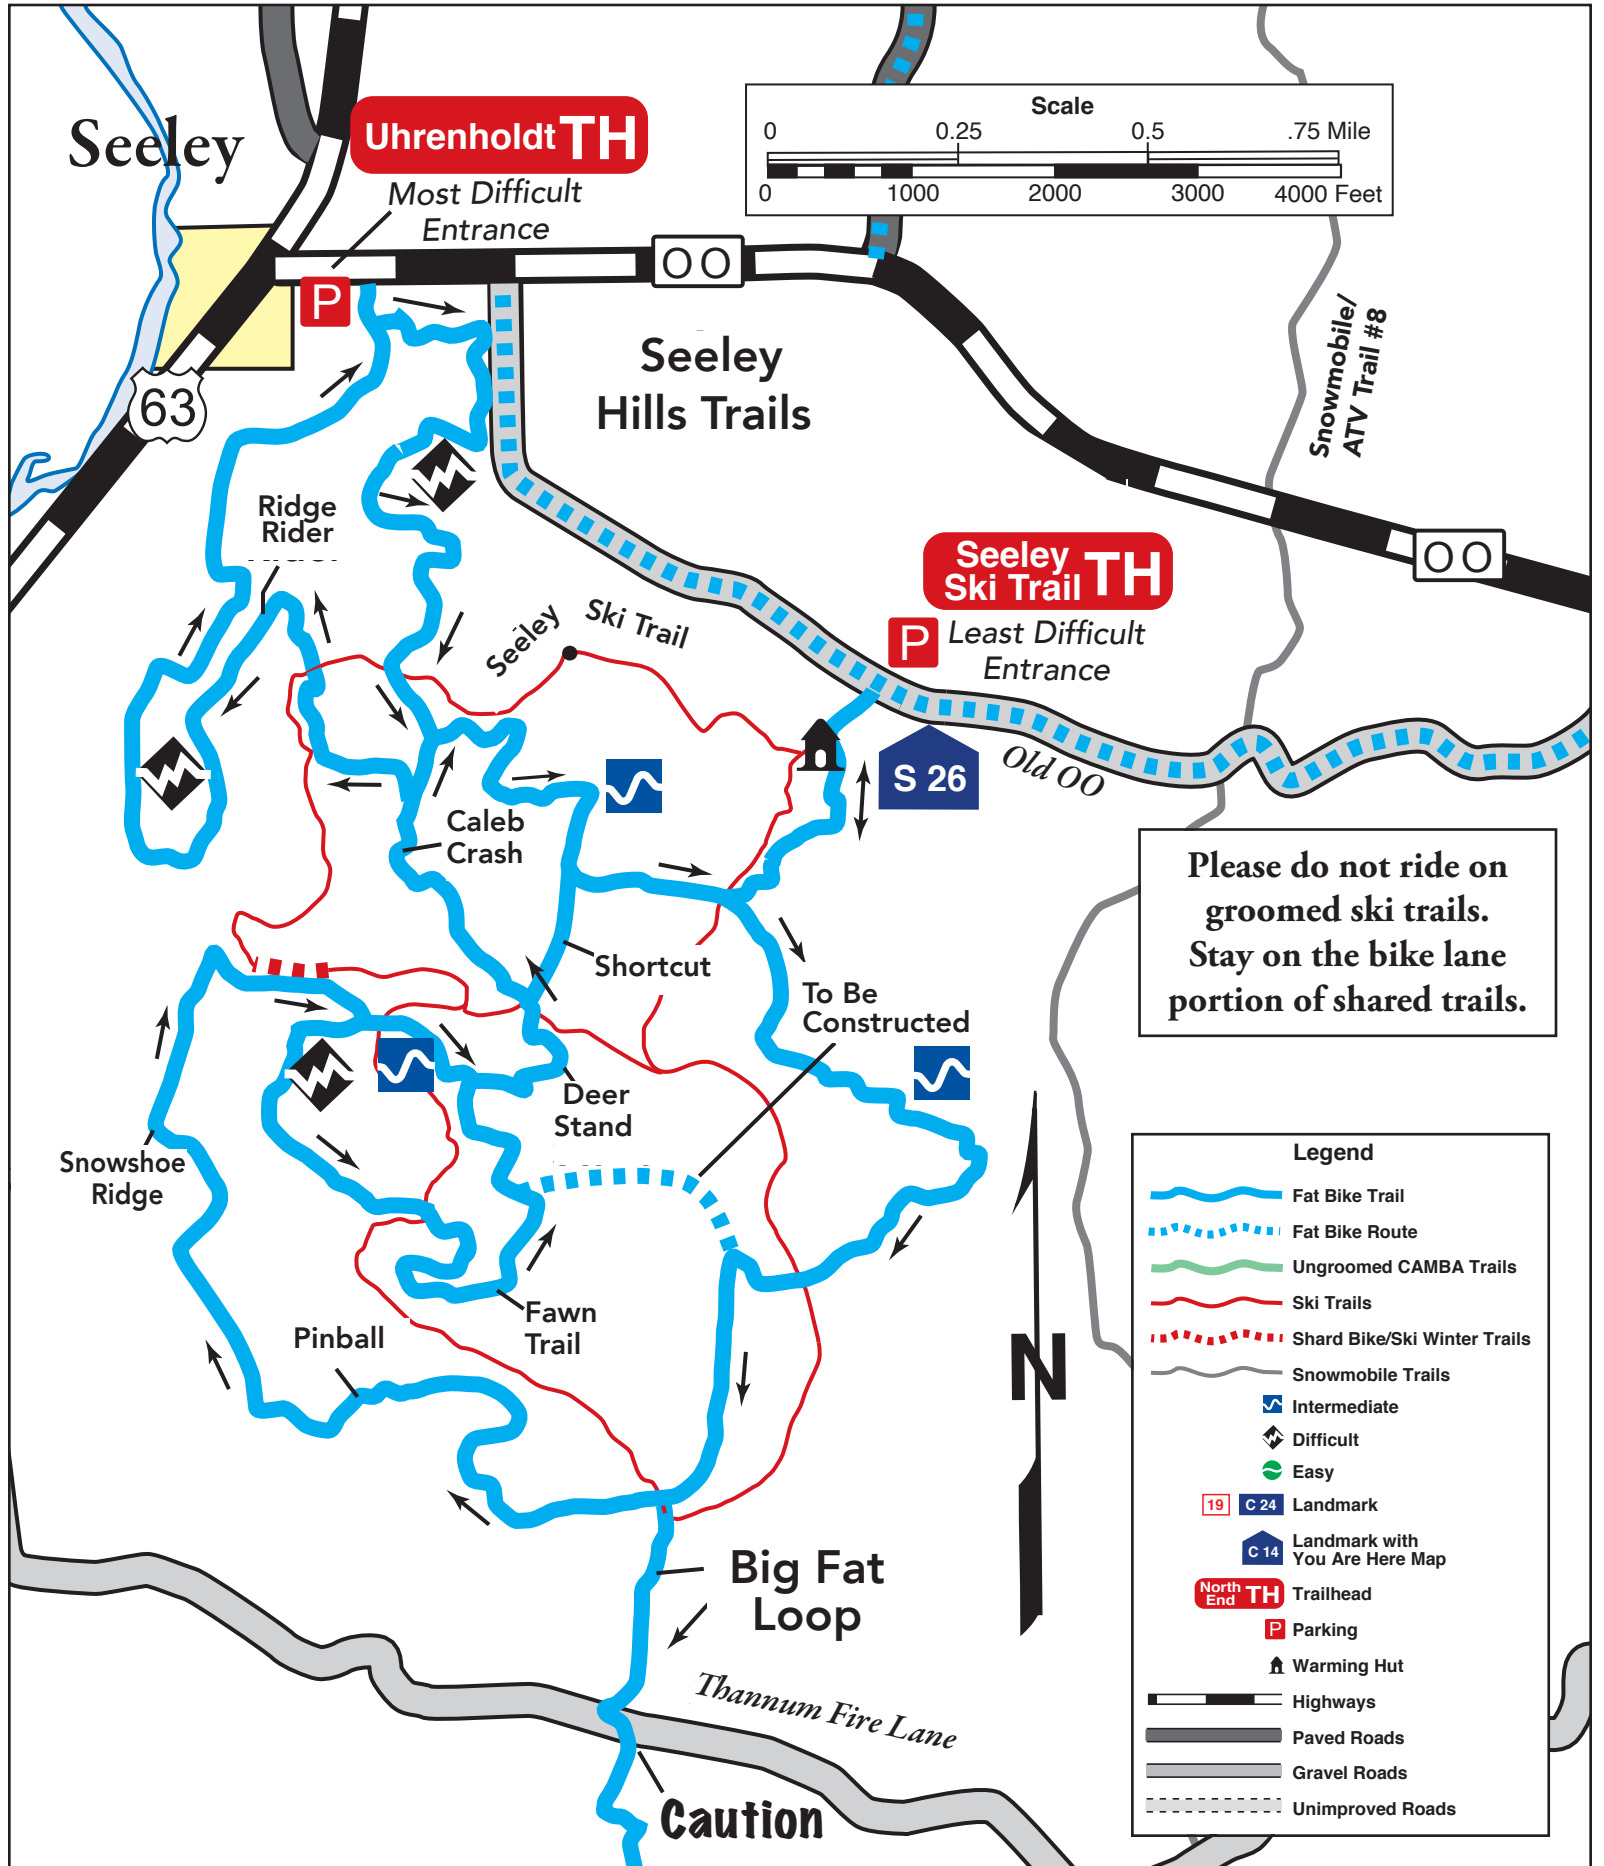 Seeley
Uhrenholdt TH
Most Difficult
Entrance
P
Scale
0 0.25 0.5 .75 Mile
0 1000 2000 3000 4000 Feet
OO
63
Seeley
Hills Trails
Snowmobile/
ATV Trail #8
OO
Ridge
Rider
Seeley Ski Trail
Seeley
Ski Trail TH
P
Least Difficult
Entrance
S 26
Old OO
Caleb
Crash
Please do not ride on
groomed ski trails.
Stay on the bike lane
portion of shared trails.
Shortcut
To Be
Constructed
Deer
Stand
Snowshoe
Ridge
Fawn
Trail
Pinball
N
Big Fat
Loop
Thannum Fire Lane
Caution
Legend
Fat Bike Trail
Fat Bike Route
Ungroomed CAMBA Trails
Ski Trails
Shard Bike/Ski Winter Trails
Snowmobile Trails
Intermediate
Difficult
Easy
19 C 24 Landmark
C 14 Landmark with
You Are Here Map
North
End TH Trailhead
P Parking
Warming Hut
Highways
Paved Roads
Gravel Roads
Unimproved Roads